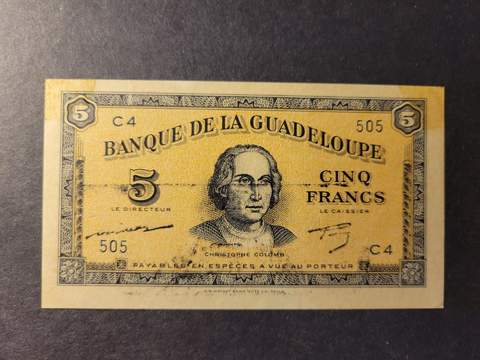 5 5
C4 505
BANQUE DE LA GUADELOUPE
5 CINQ
FRANCS
LE DIRECTEUR LE CAISSIER
505 C4
CHRISTOPHE COLOMB
PAYABLES EN ESPÈCES A VUE AU PORTEUR